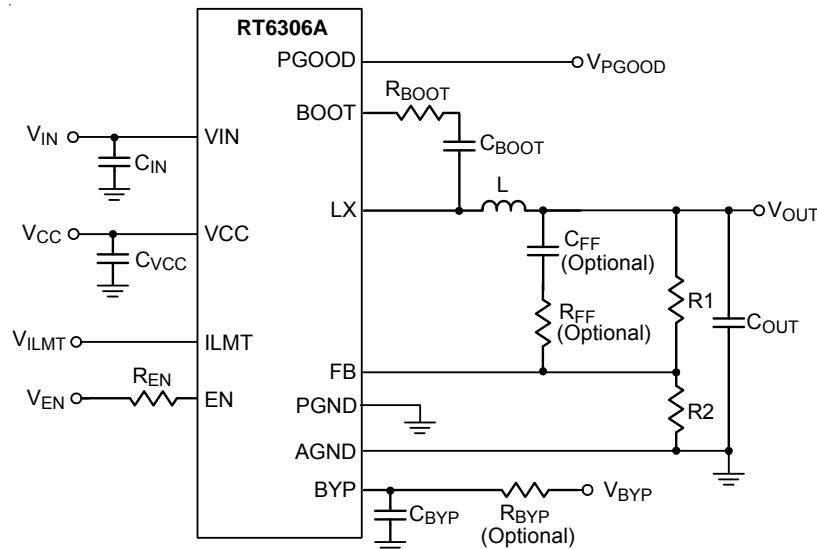 RT6306A
PGOOD
VPGOOD
RBOOT
BOOT
CBOOT
VIN
VIN
CIN
L
LX
VOUT
VCC
VCC
CVCC
CFF
(Optional)
R1
RFF
(Optional)
COUT
VILMT
ILMT
REN
FB
VEN
EN
R2
PGND
AGND
BYP
VBYP
CBYP
RBYP
(Optional)